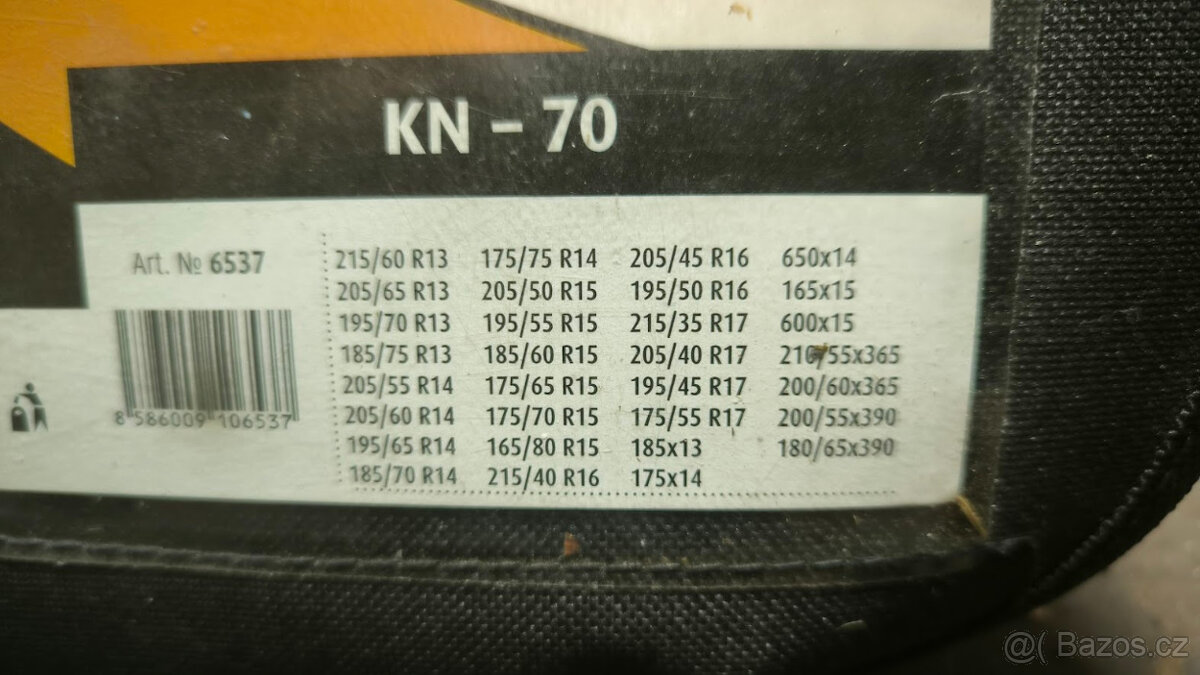 KN – 70
Art. № 6537
8 586009 106537
215/60 R13 175/75 R14 205/45 R16 650x14
205/65 R13 205/50 R15 195/50 R16 165x15
195/70 R13 195/55 R15 215/35 R17 600x15
185/75 R13 185/60 R15 205/40 R17 210/55x365
205/55 R14 175/65 R15 195/45 R17 200/60x365
205/60 R14 175/70 R15 175/55 R17 200/55x390
195/65 R14 165/80 R15 185x13 180/65x390
185/70 R14 215/40 R16 175x14
@( Bazos.cz